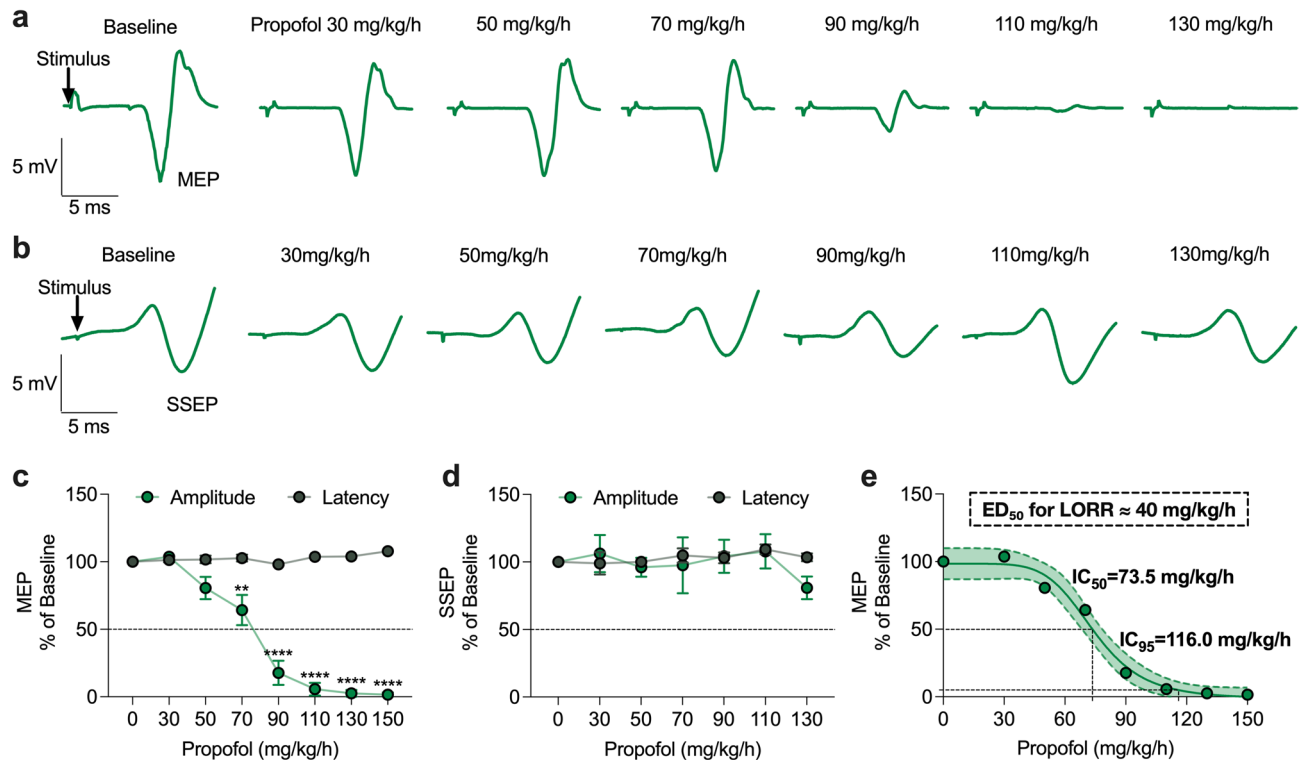 a
Baseline
Propofol 30 mg/kg/h
50 mg/kg/h
70 mg/kg/h
90 mg/kg/h
110 mg/kg/h
130 mg/kg/h
Stimulus
5 mV
5 ms
MEP
b
Baseline
30mg/kg/h
50mg/kg/h
70mg/kg/h
90mg/kg/h
110mg/kg/h
130mg/kg/h
Stimulus
5 mV
5 ms
SSEP
c
Amplitude
Latency
MEP
% of Baseline
150
100
50
0
**
****
****
****
****
0 30 50 70 90 110 130 150
Propofol (mg/kg/h)
d
Amplitude
Latency
SSEP
% of Baseline
150
100
50
0
0 30 50 70 90 110 130
Propofol (mg/kg/h)
e
ED50 for LORR ≈ 40 mg/kg/h
MEP
% of Baseline
150
100
50
0
IC50=73.5 mg/kg/h
IC95=116.0 mg/kg/h
0 30 60 90 120 150
Propofol (mg/kg/h)